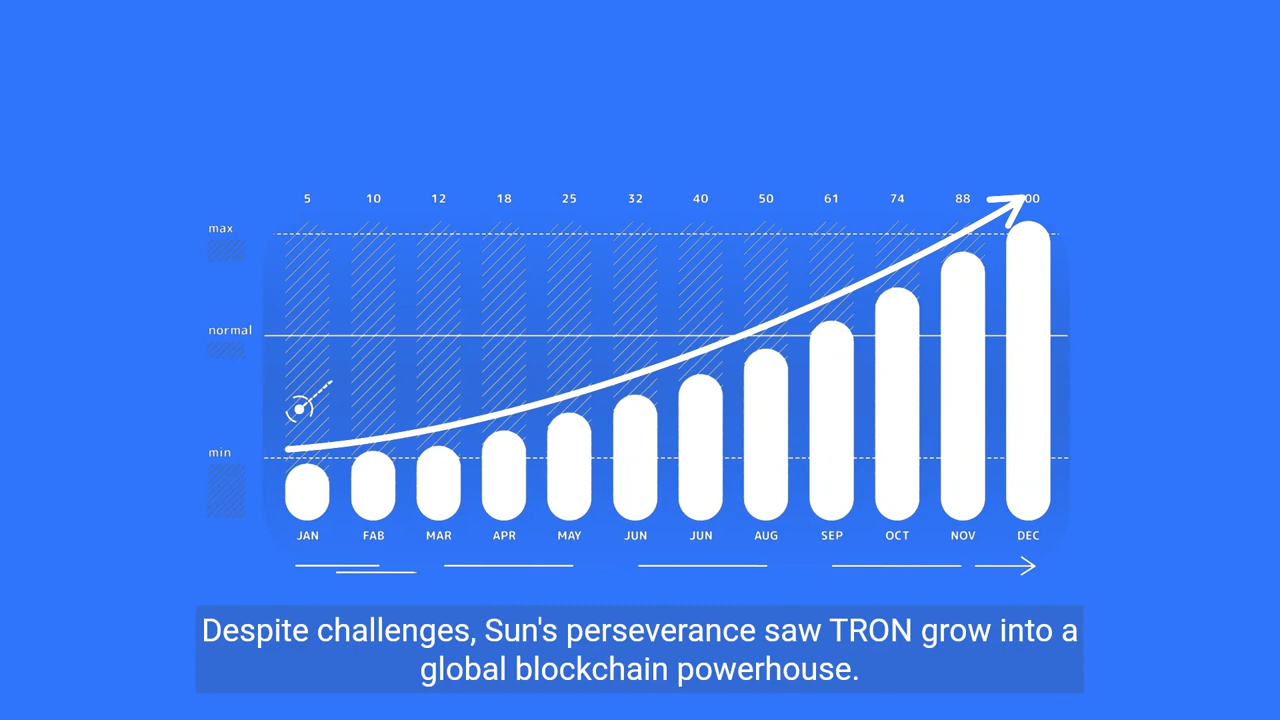 5 10 12 18 25 32 40 50 61 74 88 00
max
normal
min
JAN FAB MAR APR MAY JUN JUN AUG SEP OCT NOV DEC
Despite challenges, Sun's perseverance saw TRON grow into a
global blockchain powerhouse.